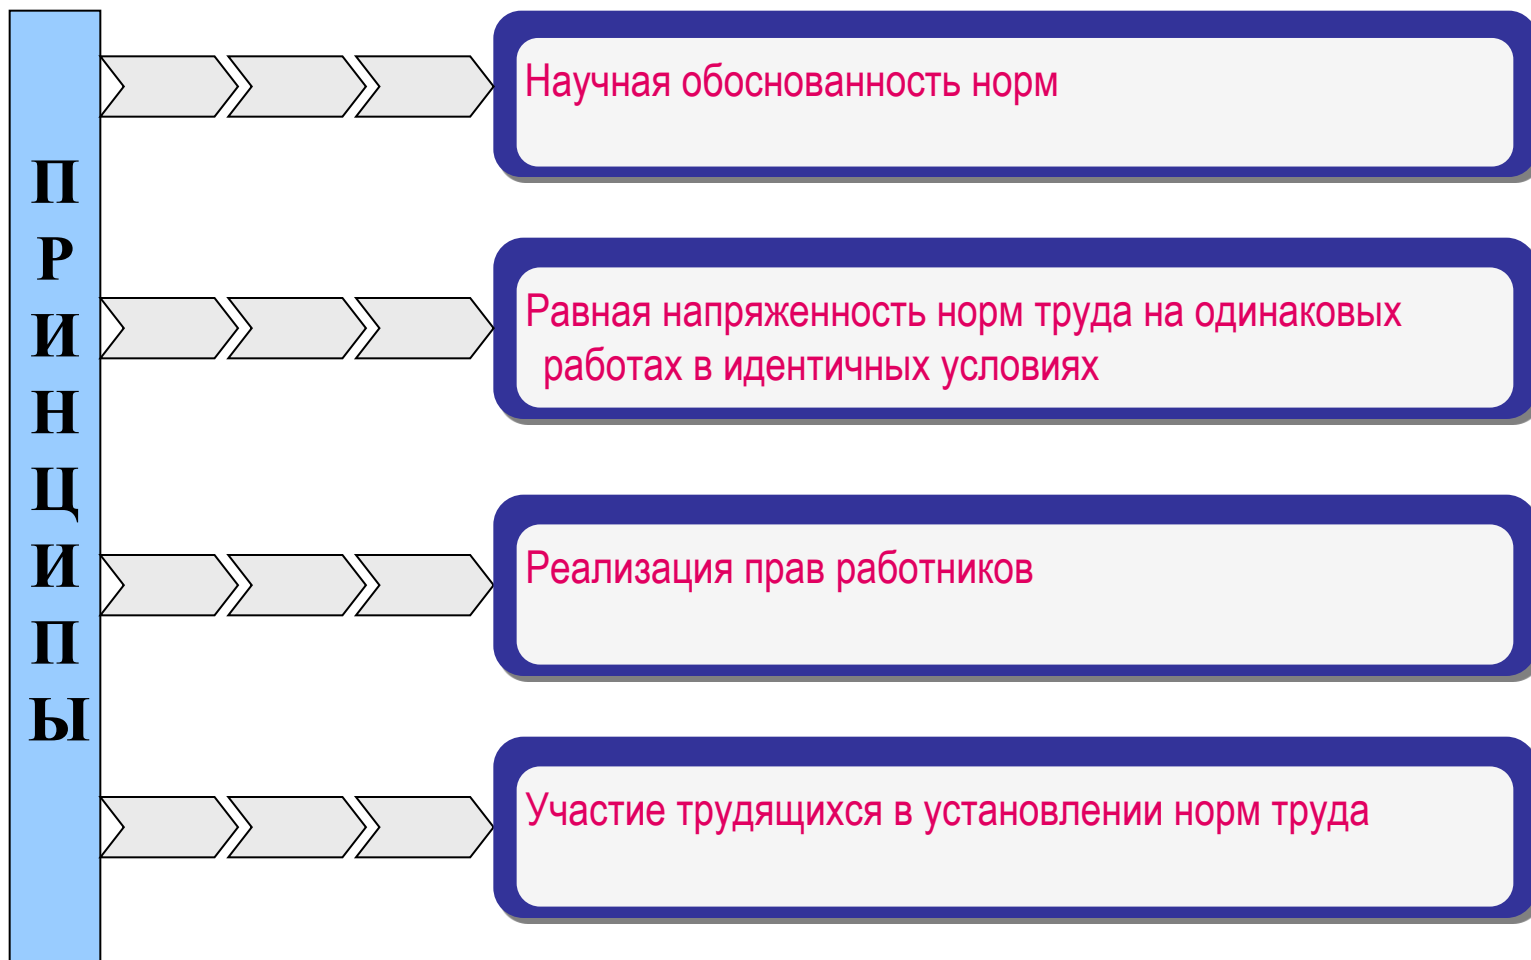 ПРИНЦИПЫ
Научная обоснованность норм
Равная напряженность норм труда на одинаковых
работах в идентичных условиях
Реализация прав работников
Участие трудящихся в установлении норм труда